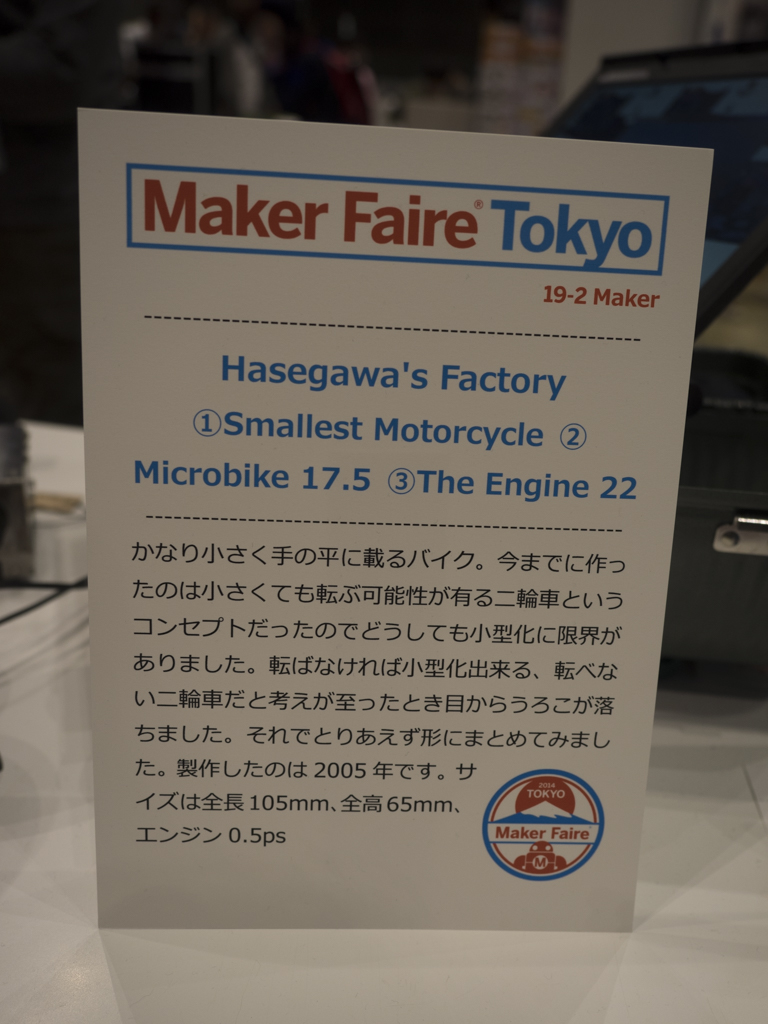 Maker Faire® Tokyo
19-2 Maker
Hasegawa's Factory
①Smallest Motorcycle ②
Microbike 17.5 ③The Engine 22
かなり小さく手の平に載るバイク。今までに作っ
たのは小さくても転ぶ可能性が有る二輪車という
コンセプトだったのでどうしても小型化に限界が
ありました。転ばなければ小型化出来る、転べな
い二輪車だと考えが至ったとき目からうろこが落
ちました。それでとりあえず形にまとめてみまし
た。製作したのは 2005 年です。サ
イズは全長 105mm、全高 65mm、
エンジン 0.5ps
2014
TOKYO
Maker Faire
M